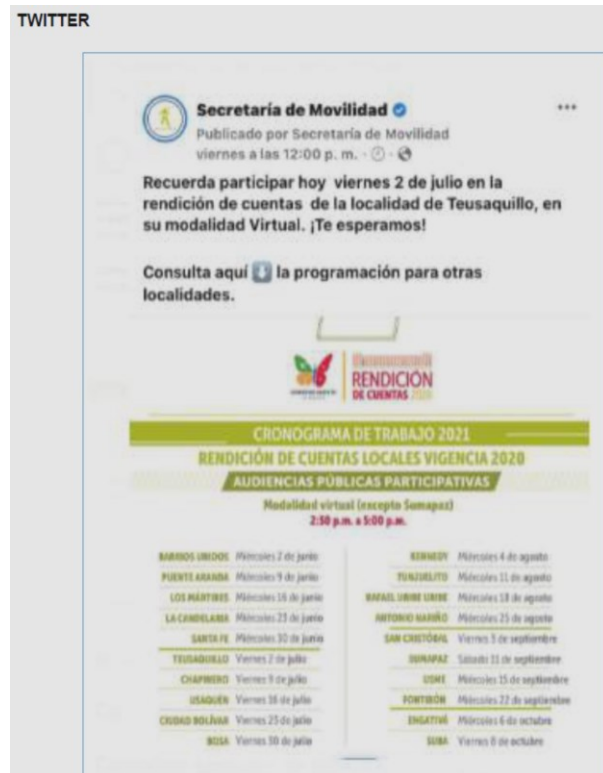 TWITTER
Secretaría de Movilidad
Publicado por Secretaría de Movilidad
viernes a las 12:00 p. m.
Recuerda participar hoy viernes 2 de julio en la
rendición de cuentas de la localidad de Teusaquillo, en
su modalidad Virtual. ¡Te esperamos!
Consulta aquí ⬇️ la programación para otras
localidades.
RENDICIÓN
DE CUENTAS 2020
CRONOGRAMA DE TRABAJO 2021
RENDICIÓN DE CUENTAS LOCALES VIGENCIA 2020
AUDIENCIAS PÚBLICAS PARTICIPATIVAS
Modalidad virtual (excepto Sumapaz)
2:30 p.m. a 5:00 p.m.
BARRIOS UNIDOS Miércoles 2 de junio
PUENTE ARANDA Miércoles 9 de junio
LOS MÁRTIRES Miércoles 16 de junio
LA CANDELARIA Miércoles 23 de junio
SANTA FE Miércoles 30 de junio
TEUSAQUILLO Viernes 2 de julio
CHAPINERO Viernes 9 de julio
USAQUÉN Viernes 16 de julio
CIUDAD BOLÍVAR Viernes 23 de julio
BOSA Viernes 30 de julio
KENNEDY Miércoles 4 de agosto
TUNJUELITO Miércoles 11 de agosto
RAFAEL URIBE URIBE Miércoles 18 de agosto
ANTONIO NARIÑO Miércoles 25 de agosto
SAN CRISTÓBAL Viernes 3 de septiembre
SUMAPAZ Sábado 11 de septiembre
USME Miércoles 15 de septiembre
FONTIBÓN Miércoles 22 de septiembre
ENGATIVÁ Miércoles 6 de octubre
SUBA Viernes 8 de octubre